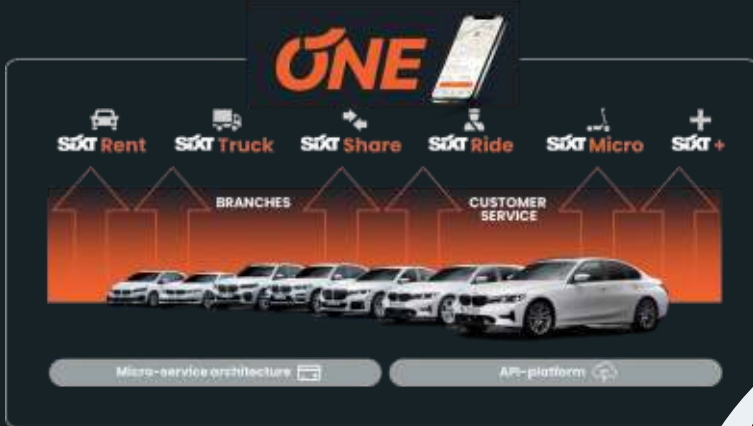 ONE
SIXT Rent
SIXT Truck
SIXT Share
SIXT Ride
SIXT Micro
SIXT +
BRANCHES
CUSTOMER
SERVICE
Micro-service architecture
API-platform